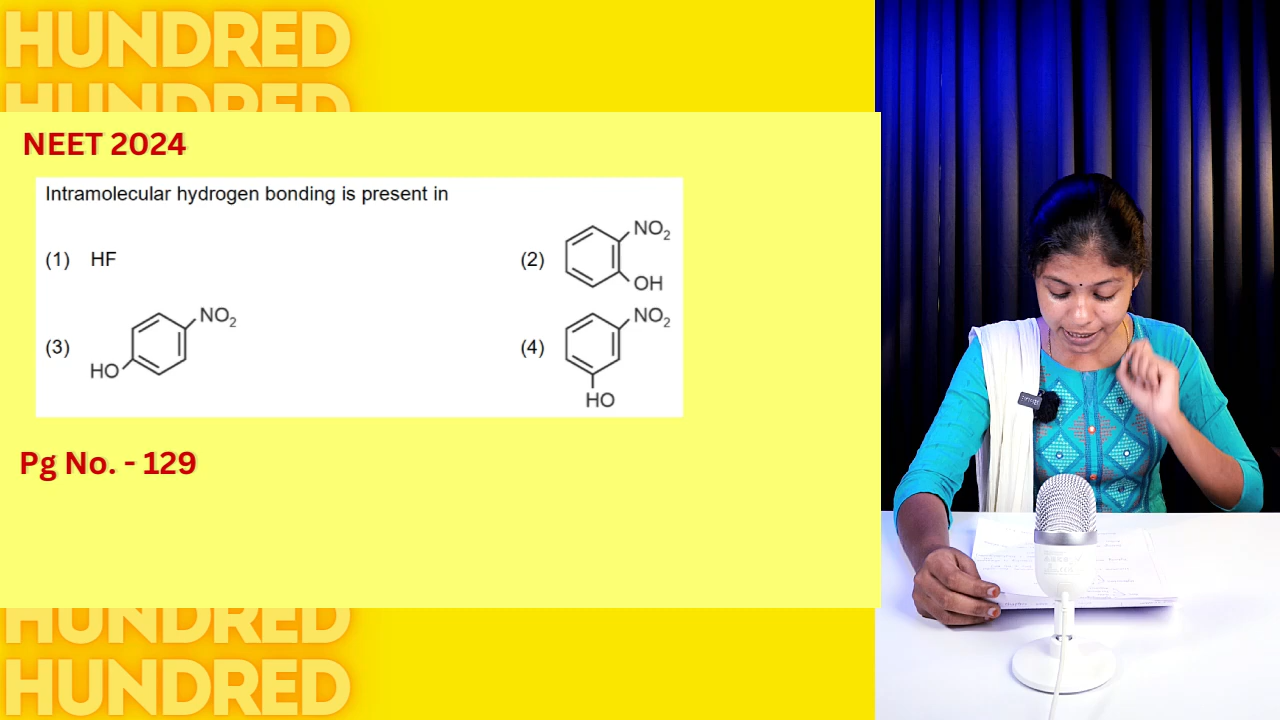 HUNDRED
HUNDRED
NEET 2024
Intramolecular hydrogen bonding is present in
(1) HF
(2)
NO2
OH
(3)
NO2
HO
(4)
NO2
HO
Pg No. - 129
HUNDRED
HUNDRED